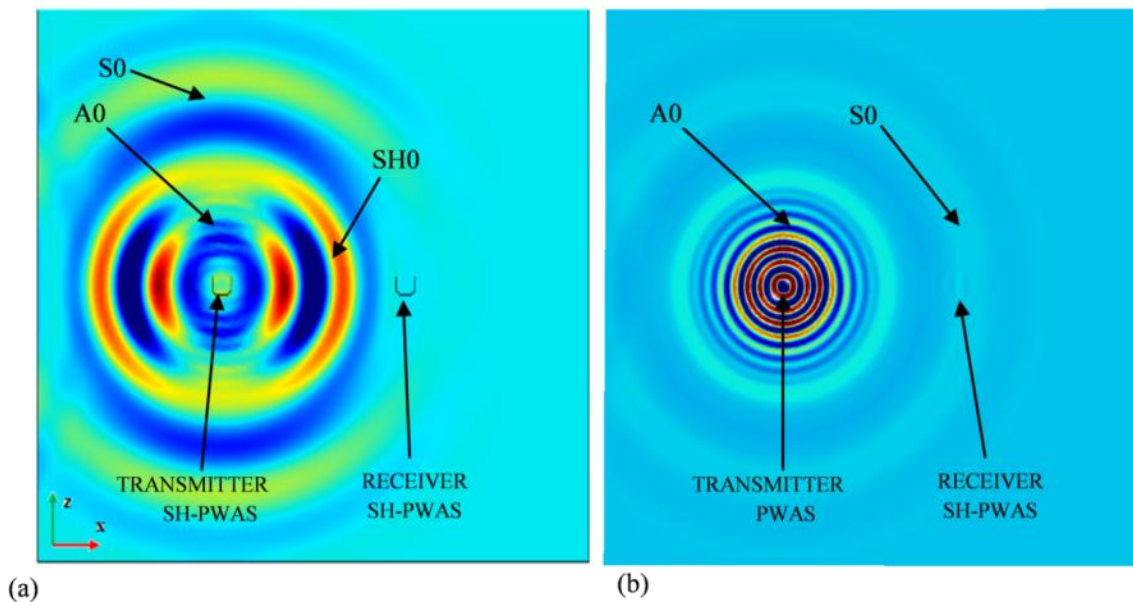 S0
A0
SH0
TRANSMITTER
SH-PWAS
RECEIVER
SH-PWAS
z
x
(a)
A0
S0
TRANSMITTER
PWAS
RECEIVER
SH-PWAS
(b)